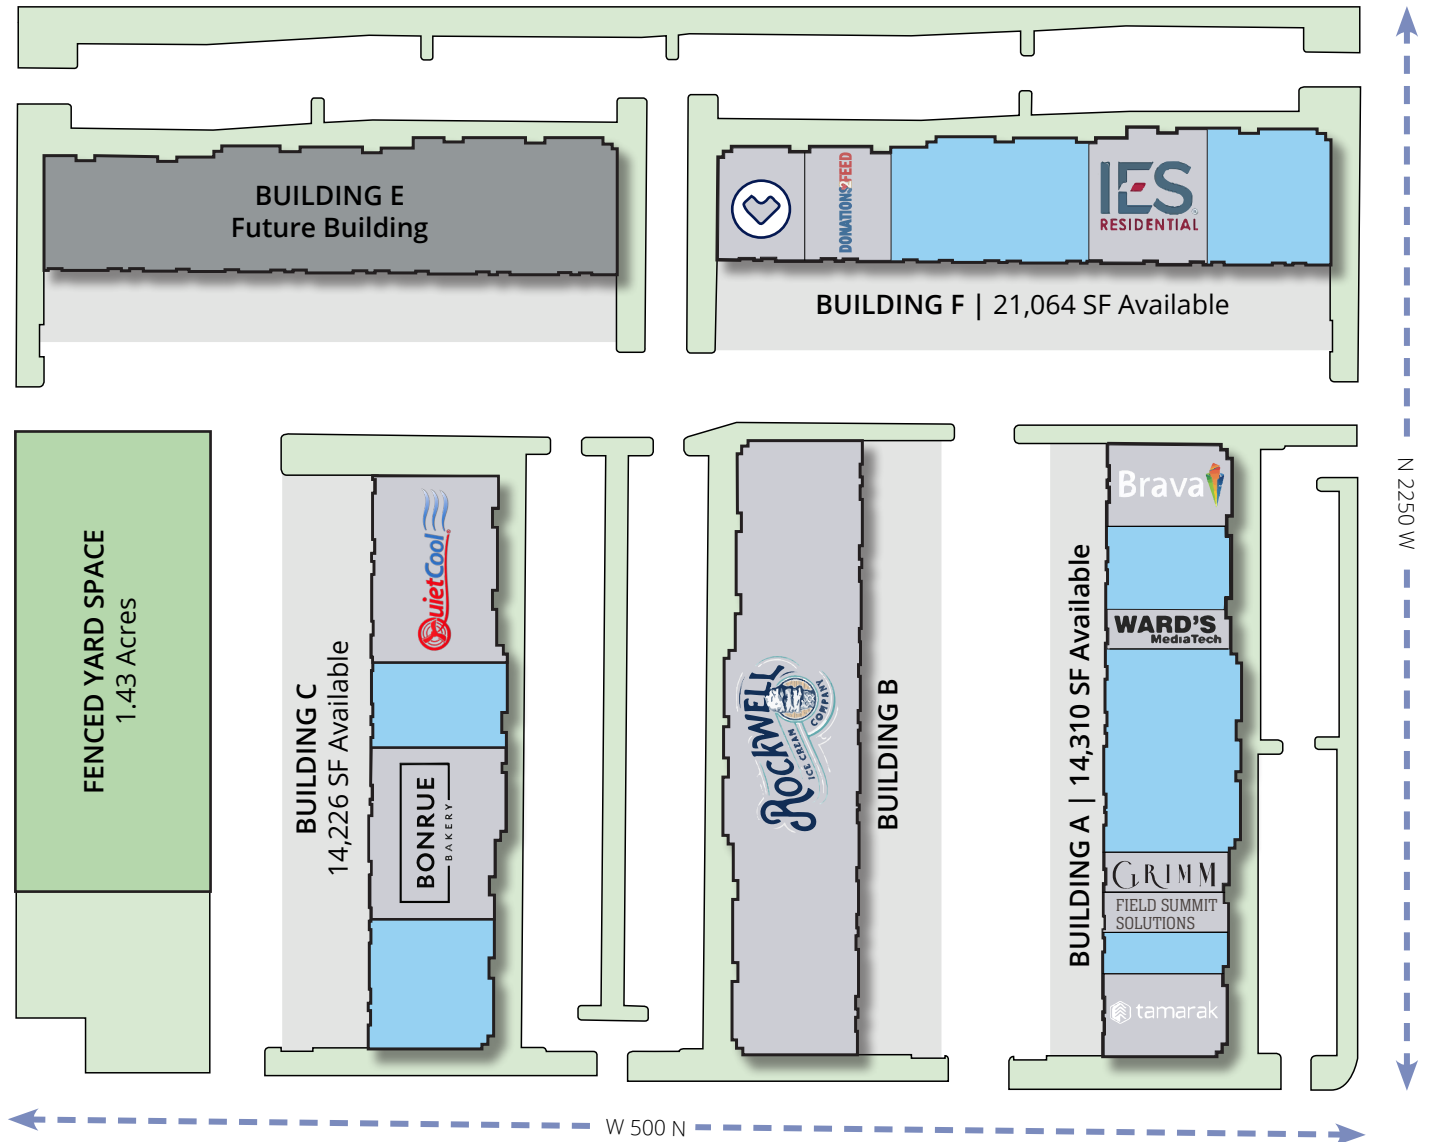 BUILDING E
Future Building
DONATIONS2FEED
IES
RESIDENTIAL
BUILDING F | 21,064 SF Available
FENCED YARD SPACE
1.43 Acres
BUILDING C
14,226 SF Available
QuietCool
BONRUE
BAKERY
ROCKWELL
ICE CREAM
COMPANY
BUILDING B
BUILDING A | 14,310 SF Available
Brava
WARD'S
MediaTech
GRIMM
FIELD SUMMIT
SOLUTIONS
tamarak
N 2250 W
W 500 N